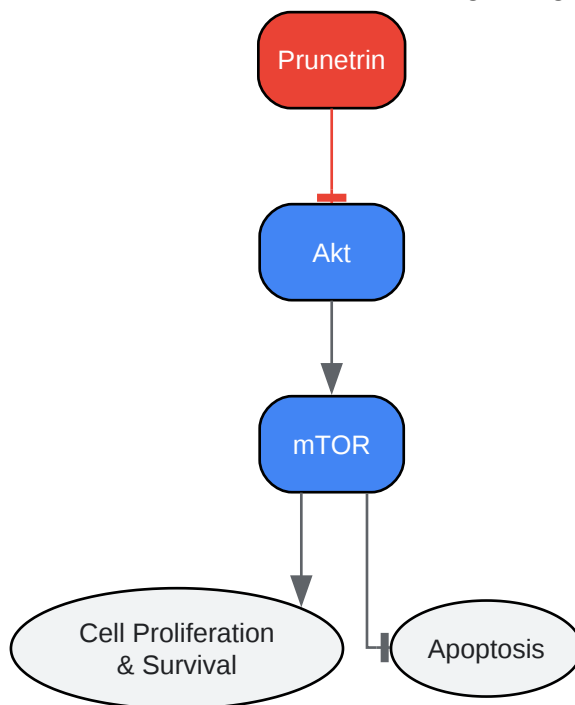 Prunetrin
Akt
mTOR
Cell Proliferation
& Survival
Apoptosis